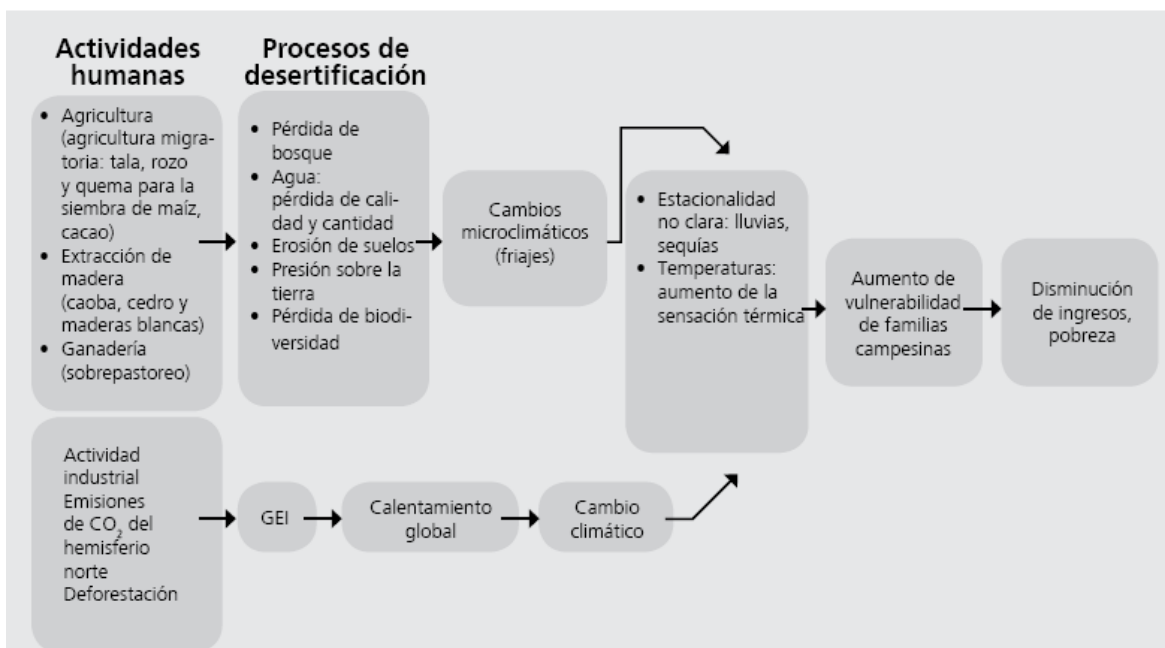 Actividades
humanas
Procesos de
desertificación
• Agricultura
(agricultura migra-
toria: tala, rozo
y quema para la
siembra de maíz,
cacao)
• Extracción de
madera
(caoba, cedro y
maderas blancas)
• Ganadería
(sobrepastoreo)
• Pérdida de
bosque
• Agua:
pérdida de cali-
dad y cantidad
• Erosión de suelos
• Presión sobre la
tierra
• Pérdida de biodi-
versidad
Cambios
microclimáticos
(friajes)
• Estacionalidad
no clara: lluvias,
sequías
• Temperaturas:
aumento de la
sensación térmica
Aumento de
vulnerabilidad
de familias
campesinas
Disminución
de ingresos,
pobreza
Actividad
industrial
Emisiones
de CO₂ del
hemisferio
norte
Deforestación
GEI
Calentamiento
global
Cambio
climático